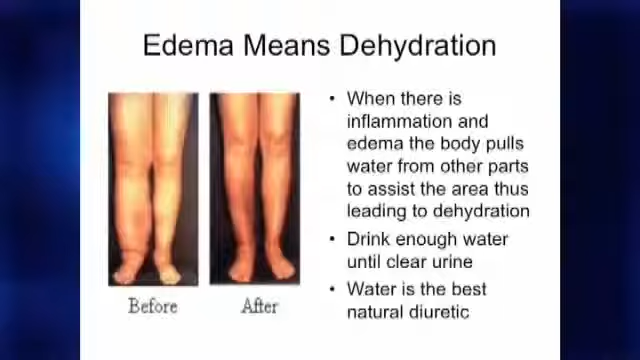 Edema Means Dehydration
• When there is
inflammation and
edema the body pulls
water from other parts
to assist the area thus
leading to dehydration
• Drink enough water
until clear urine
• Water is the best
natural diuretic
Before
After